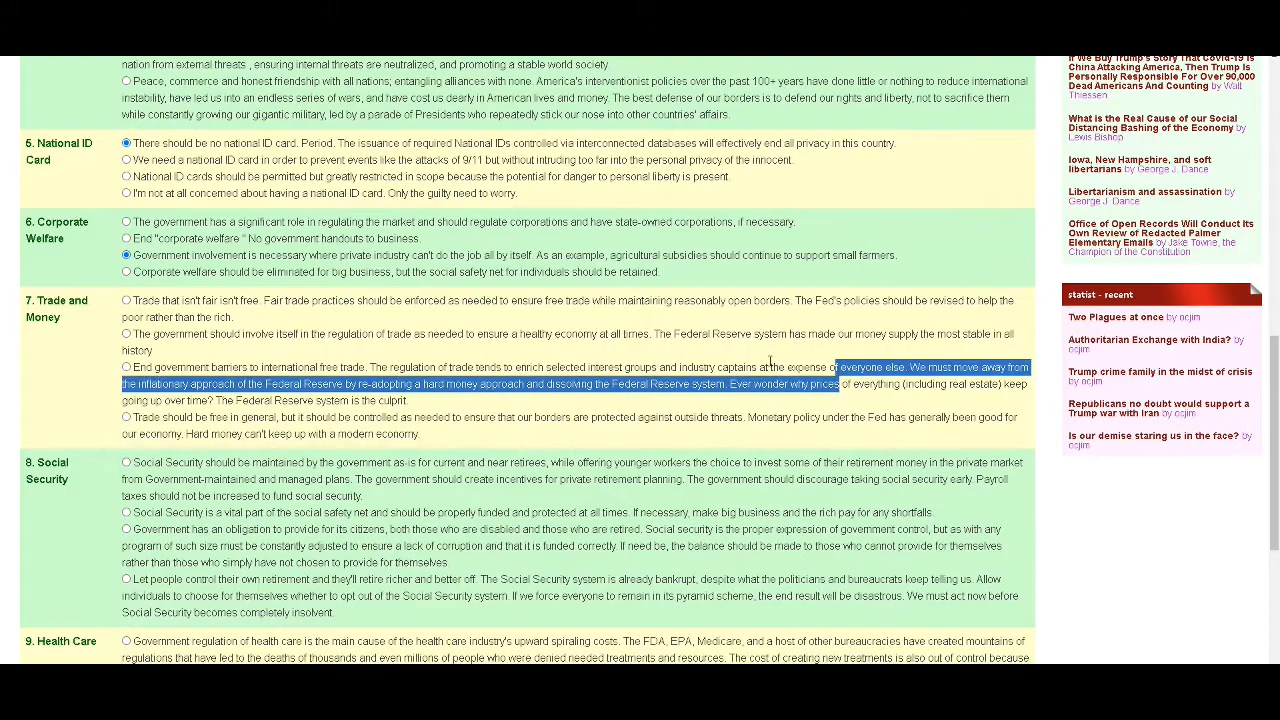 nation from external threats , ensuring internal threats are neutralized, and promoting a stable world society
Peace, commerce and honest friendship with all nations, entangling alliances with none. America's interventionist policies over the past 100+ years have done little or nothing to reduce international
instability, have led us into an endless series of wars, and have cost us dearly in American lives and money. The best defense of our borders is to defend our rights and liberty, not to sacrifice them
while constantly growing our gigantic military, led by a parade of Presidents who repeatedly stick our nose into other countries' affairs.
5. National ID
Card
There should be no national ID card. Period. The issuance of required National IDs controlled via interconnected databases will effectively end all privacy in this country.
We need a national ID card in order to prevent events like the attacks of 9/11 but without intruding too far into the personal privacy of the innocent.
National ID cards should be permitted but greatly restricted in use because the potential for danger to personal liberty is present.
I'm not at all concerned about having a national ID card. Only the guilty need to worry.
6. Corporate
Welfare
The government has a significant role in regulating the market and should regulate corporations and have state-owned corporations, if necessary.
End "corporate welfare " No government handouts to business.
Government involvement is necessary where private industry can't do the job all by itself. As an example, agricultural subsidies should continue to support small farmers.
Corporate welfare should be eliminated for big business, but the social safety net for individuals should be retained.
7. Trade and
Money
Trade that isn't fair isn't free. Fair trade practices should be enforced as needed to ensure free trade while maintaining reasonably open borders. The Fed's policies should be revised to help the
poor rather than the rich.
The government should involve itself in the regulation of trade as needed to ensure a healthy economy at all times. The Federal Reserve system has made our money supply the most stable in all
history
End government barriers to international free trade. The regulation of trade tends to enrich selected interest groups and industry captains at the expense of everyone else. We must move away from
the inflationary approach of the Federal Reserve by re-adopting a hard money approach and dissolving the Federal Reserve system. Ever wonder why prices of everything (including real estate) keep
going up over time? The Federal Reserve system is the culprit.
Trade should be free in general, but it should be controlled as needed to ensure that our borders are protected against outside threats. Monetary policy under the Fed has generally been good for
our economy. Hard money can't keep up with a modern economy.
8. Social
Security
Social Security should be maintained by the government as-is for current and near retirees, while offering younger workers the choice to invest some of their retirement money in the private market
from Government-maintained and managed plans. The government should create incentives for private retirement planning. The government should discourage taking social security early. Payroll
taxes should not be increased to fund social security.
Social Security is a vital part of the social safety net and should be properly funded and protected at all times. If necessary, make big business and the rich pay for any shortfalls.
Government has an obligation to provide for its citizens, both those who are disabled and those who are retired. Social security is the proper expression of government control, but as with any
program of such size must be constantly adjusted to ensure a lack of corruption and that it is funded correctly. If need be, the balance should be made to those who cannot provide for themselves
rather than those who simply have not chosen to provide for themselves.
Let people control their own retirement and they'll retire richer and better off. The Social Security system is already bankrupt, despite what the politicians and bureaucrats keep telling us. Allow
individuals to choose for themselves whether to opt out of the Social Security system. If we force everyone to remain in its pyramid scheme, the end result will be disastrous. We must act now before
Social Security becomes completely insolvent.
9. Health Care
Government regulation of health care is the main cause of the health care industry's upward spiraling costs. The FDA, EPA, Medicare, and a host of other bureaucracies have created mountains of
regulations that have led to the deaths of thousands and even millions of people who were denied needed treatments and resources. The cost of creating new treatments is also out of control because
If We Buy Trump's Story That Covid-19 Is
China Attacking America, Then Trump Is
Personally Responsible For Over 90,000
Dead Americans And Counting by Walt
Thiessen
What is the Real Cause of our Social
Distancing Bashing of the Economy by
Lewis Bishop
Iowa, New Hampshire, and soft
libertarians by George J. Dance
Libertarianism and assassination by
George J. Dance
Office of Open Records Will Conduct Its
Own Review of Redacted Palmer
Elementary Emails by Jake Towne, the
Champion of the Constitution
statist - recent
Two Plagues at once by ocjim
Authoritarian Exchange with India? by
ocjim
Trump crime family in the midst of crisis
by ocjim
Republicans no doubt would support a
Trump war with Iran by ocjim
Is our demise staring us in the face? by
ocjim